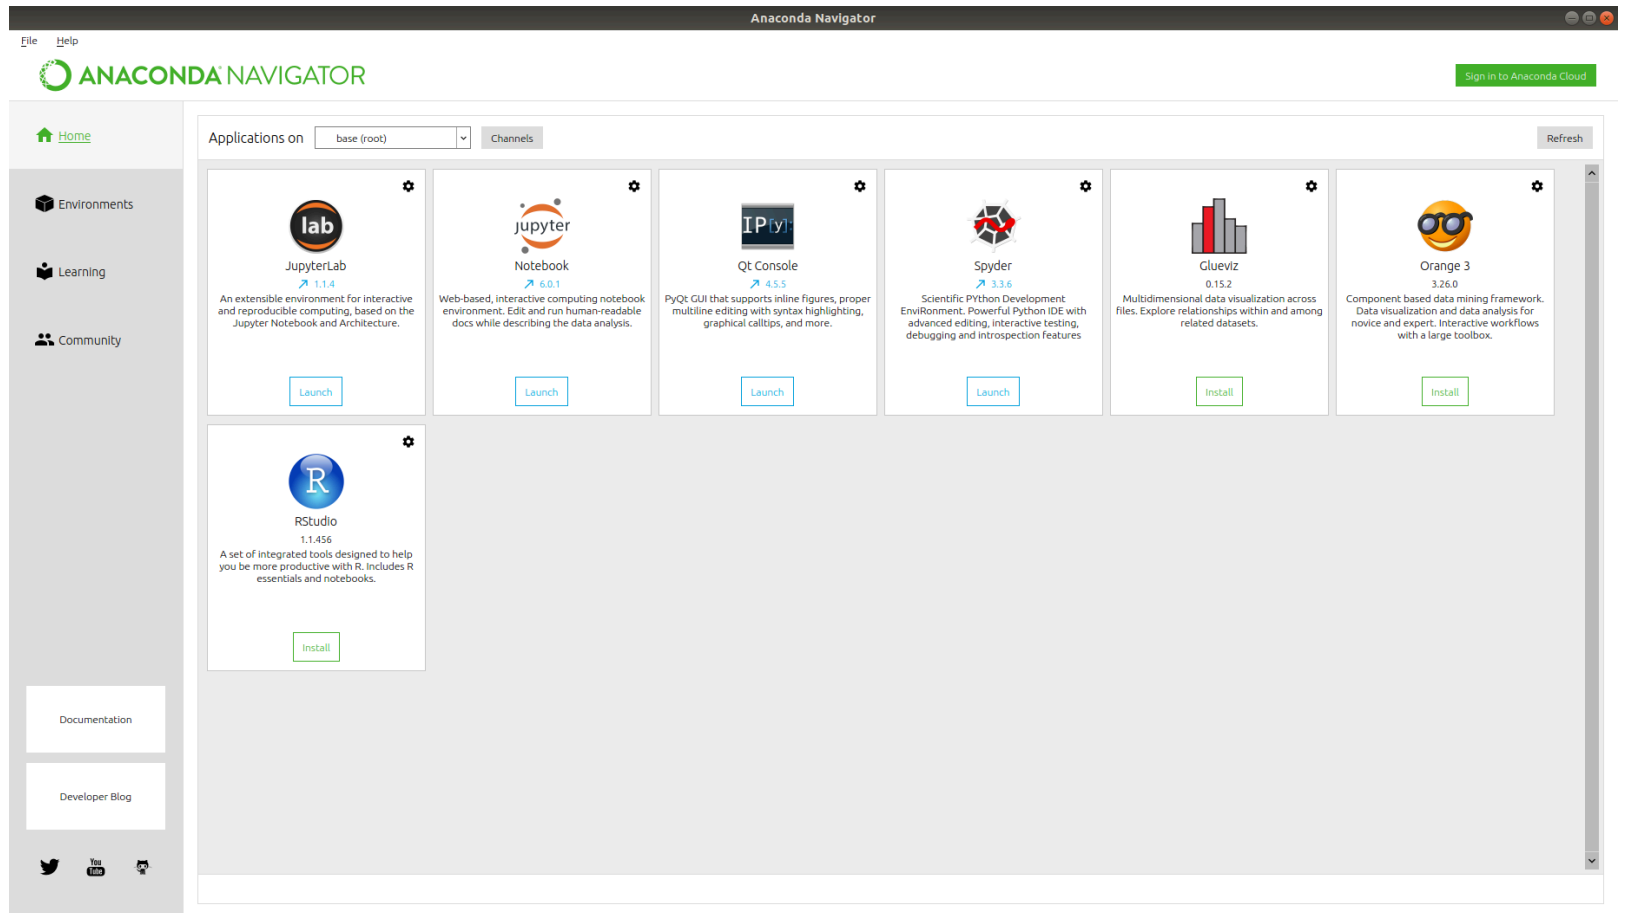 Anaconda Navigator
File Help
ANACONDA NAVIGATOR
Sign in to Anaconda Cloud
Home
Environments
Learning
Community
Documentation
Developer Blog
You
Tube
Applications on base (root) Channels Refresh
lab
JupyterLab
1.1.4
An extensible environment for interactive
and reproducible computing, based on the
Jupyter Notebook and Architecture.
Launch
jupyter
Notebook
6.0.1
Web-based, interactive computing notebook
environment. Edit and run human-readable
docs while describing the data analysis.
Launch
IP[y]:
Qt Console
4.5.5
PyQt GUI that supports inline figures, proper
multiline editing with syntax highlighting,
graphical calltips, and more.
Launch
Spyder
3.3.6
Scientific PYthon Development
EnviRonment. Powerful Python IDE with
advanced editing, interactive testing,
debugging and introspection features
Launch
Glueviz
0.15.2
Multidimensional data visualization across
files. Explore relationships within and among
related datasets.
Install
Orange 3
3.26.0
Component based data mining framework.
Data visualization and data analysis for
novice and expert. Interactive workflows
with a large toolbox.
Install
R
RStudio
1.1.456
A set of integrated tools designed to help
you be more productive with R. Includes R
essentials and notebooks.
Install